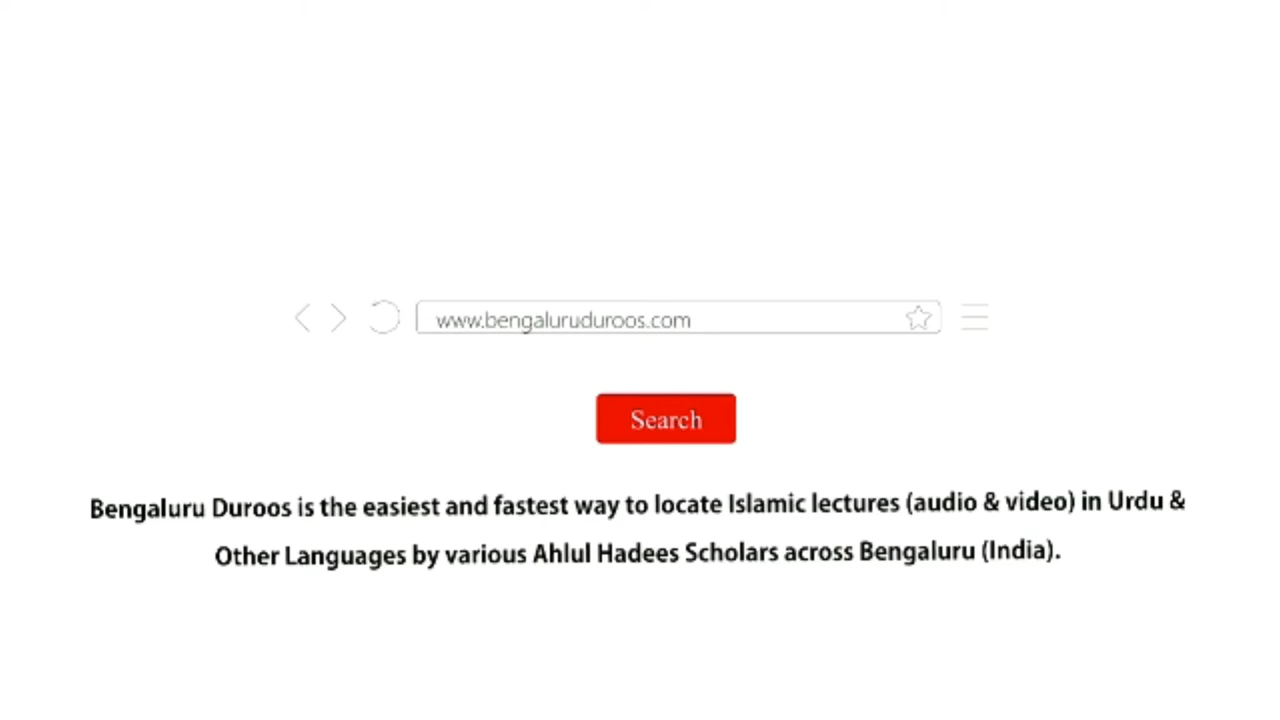 www.bengaluruduroos.com
Search
Bengaluru Duroos is the easiest and fastest way to locate Islamic lectures (audio & video) in Urdu &
Other Languages by various Ahlul Hadees Scholars across Bengaluru (India).